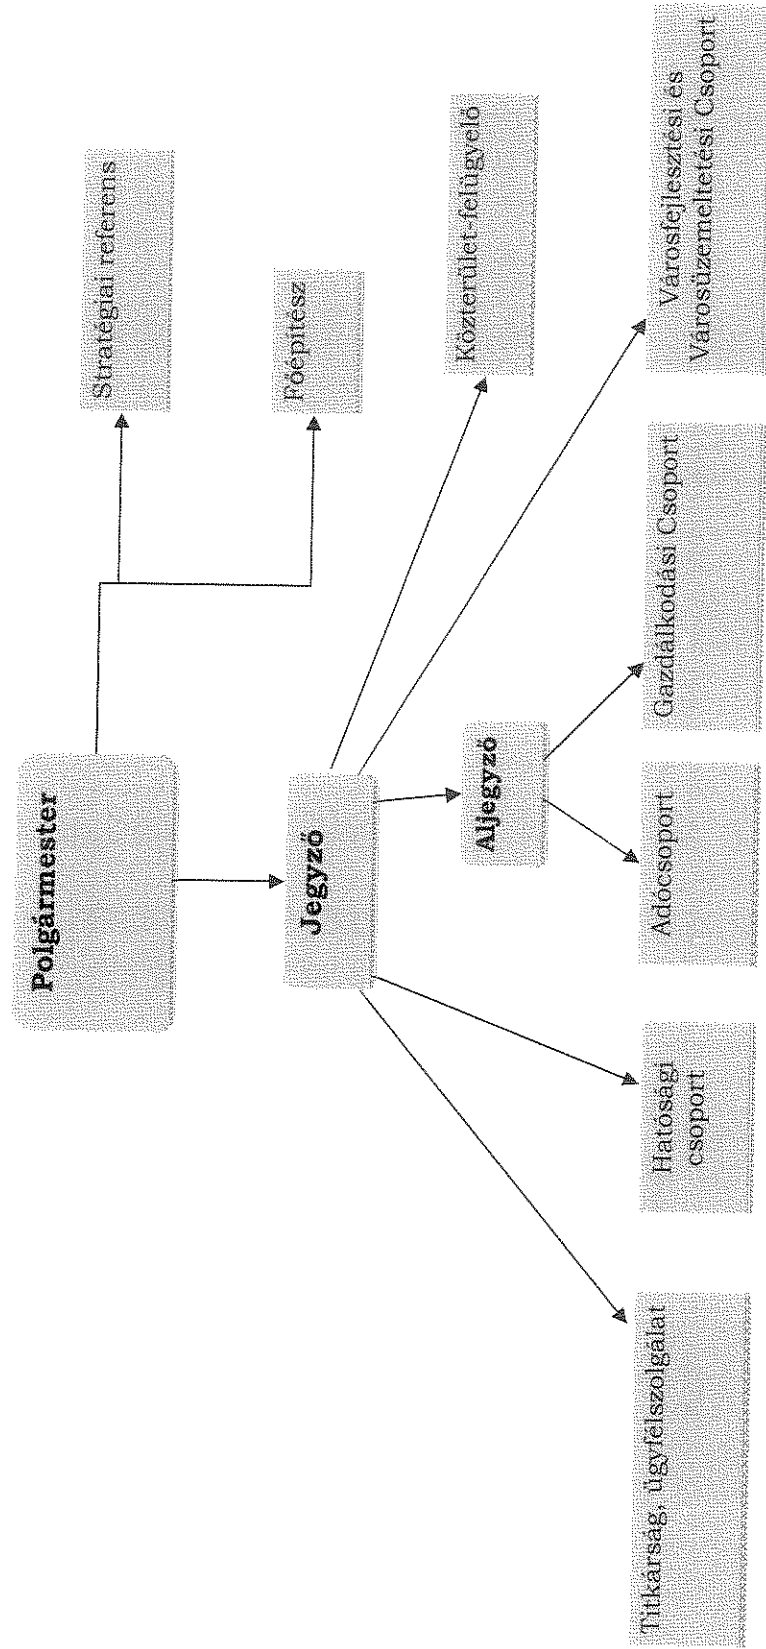 Polgármester
Stratégiai referens
Főépítész
Jegyző
Közterület-felügyelő
Aljegyző
Titkárság, ügyfélszolgálat
Hatósági
csoport
Adócsoport
Gazdálkodási Csoport
Városfejlesztési és
Városüzemeltetési Csoport